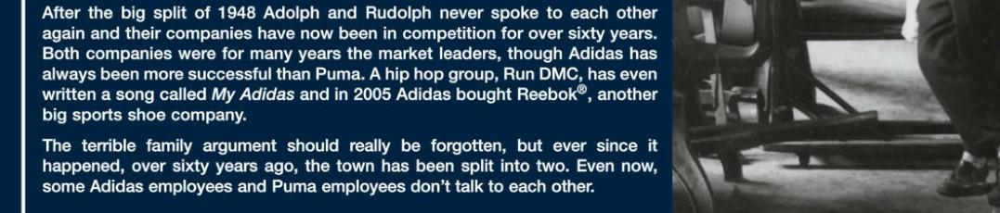 After the big split of 1948 Adolph and Rudolph never spoke to each other
again and their companies have now been in competition for over sixty years.
Both companies were for many years the market leaders, though Adidas has
always been more successful than Puma. A hip hop group, Run DMC, has even
written a song called My Adidas and in 2005 Adidas bought Reebok®, another
big sports shoe company.
The terrible family argument should really be forgotten, but ever since it
happened, over sixty years ago, the town has been split into two. Even now,
some Adidas employees and Puma employees don't talk to each other.